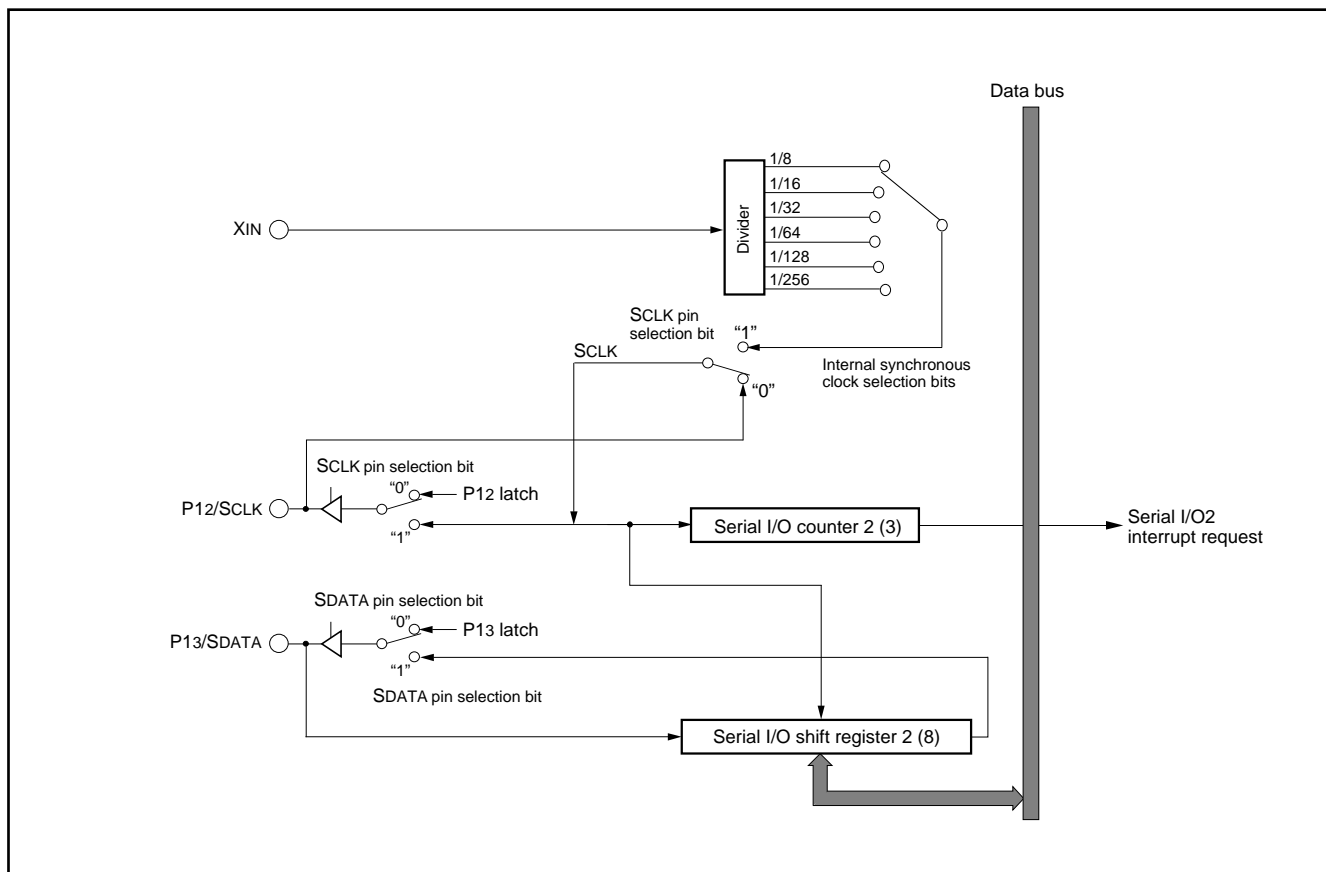 Data bus
1/8
1/16
1/32
1/64
1/128
1/256
Divider
XIN
SCLK pin
selection bit
"1"
SCLK
"0"
Internal synchronous
clock selection bits
SCLK pin selection bit
"0"
P12 latch
P12/SCLK
"1"
Serial I/O counter 2 (3)
Serial I/O2
interrupt request
SDATA pin selection bit
"0"
P13 latch
P13/SDATA
"1"
SDATA pin selection bit
Serial I/O shift register 2 (8)